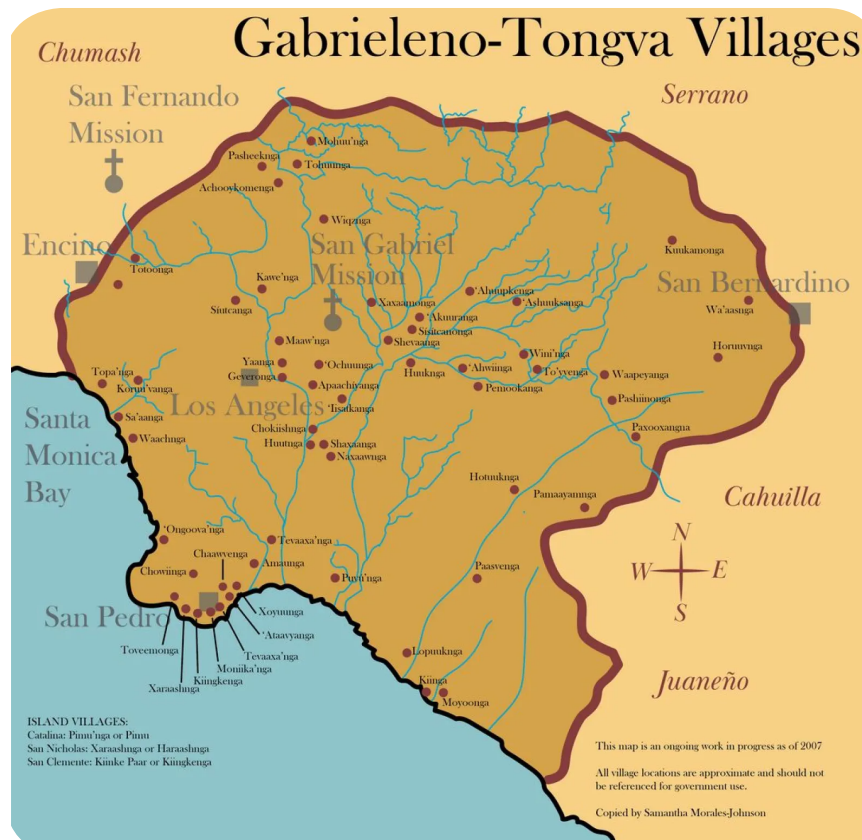 Gabrieleno-Tongva Villages
Chumash
San Fernando
Mission
Serrano
Mohuu'nga
Pasheeknga
Tohuunga
Achooykomenga
Wiqznga
Kuukamonga
Encino
Totoonga
San Gabriel
Mission
San Bernardino
Kawe'nga
Siutcanga
Xaxaamonga
'Ahuupkenga
'Ashuuksanga
Wa'aasnga
'Akuuranga
Sisitcanonga
Shevaanga
Maaw'nga
Horuuvnga
Yaanga
'Ochuunga
Wini'nga
Geveronga
Huuknga
'Ahwiinga
To'yvenga
Waapeyanga
Topa'nga
Koruu'vanga
Apaachiyanga
Pemookanga
Los Angeles
'Iisatkanga
Pashiinonga
Sa'aanga
Santa
Monica
Bay
Waachnga
Chokiishnga
Huutnga
Shaxaanga
Naxaawnga
Paxooxangna
Hotuuknga
Cahuilla
Pamaayamnga
'Ongoova'nga
Tevaaxa'nga
N
W
E
S
Chaawvenga
Amaunga
Chowiinga
Puvu'nga
Paasvenga
San Pedro
Xoyuunga
'Ataavyanga
Toveemonga
Tevaaxa'nga
Moniika'nga
Kiingkenga
Xaraashnga
Lopuuknga
Kiinga
Moyoonga
Juaneño
ISLAND VILLAGES:
Catalina: Pimu'nga or Pimu
San Nicholas: Xaraashnga or Haraashnga
San Clemente: Kiinke Paar or Kiingkenga
This map is an ongoing work in progress as of 2007
All village locations are approximate and should not
be referenced for government use.
Copied by Samantha Morales-Johnson